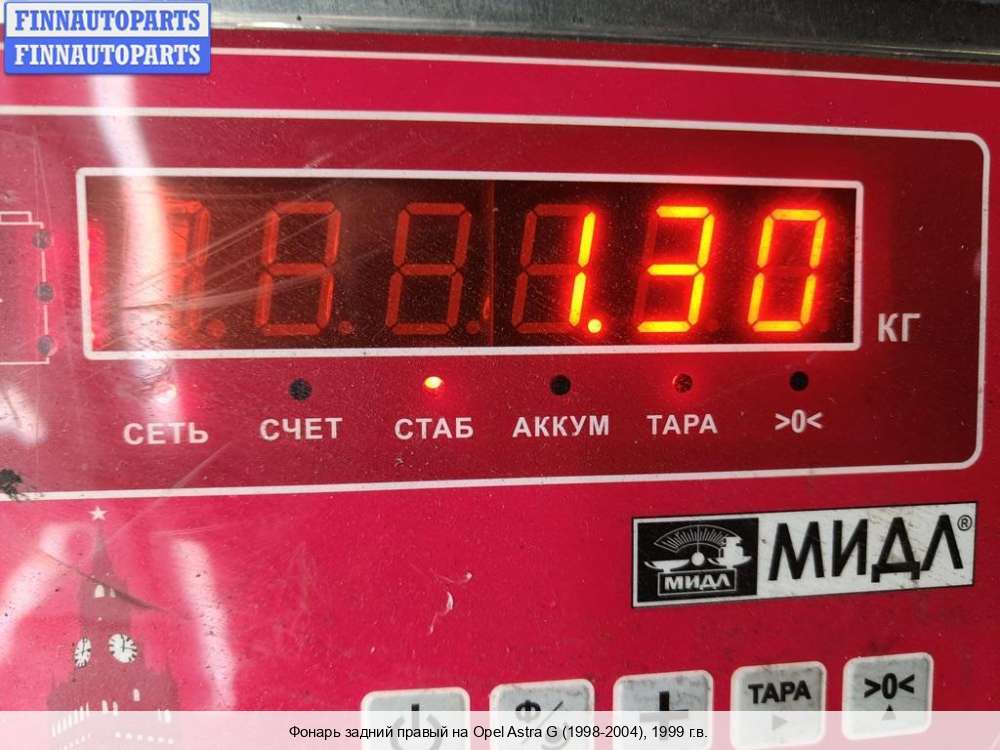 FINNAUTOPARTS
FINNAUTOPARTS
1.30
КГ
СЕТЬ СЧЕТ СТАБ АККУМ ТАРА >0<
МИДЛ
МИДЛ®
ТАРА >0<
Фонарь задний правый на Opel Astra G (1998-2004), 1999 г.в.